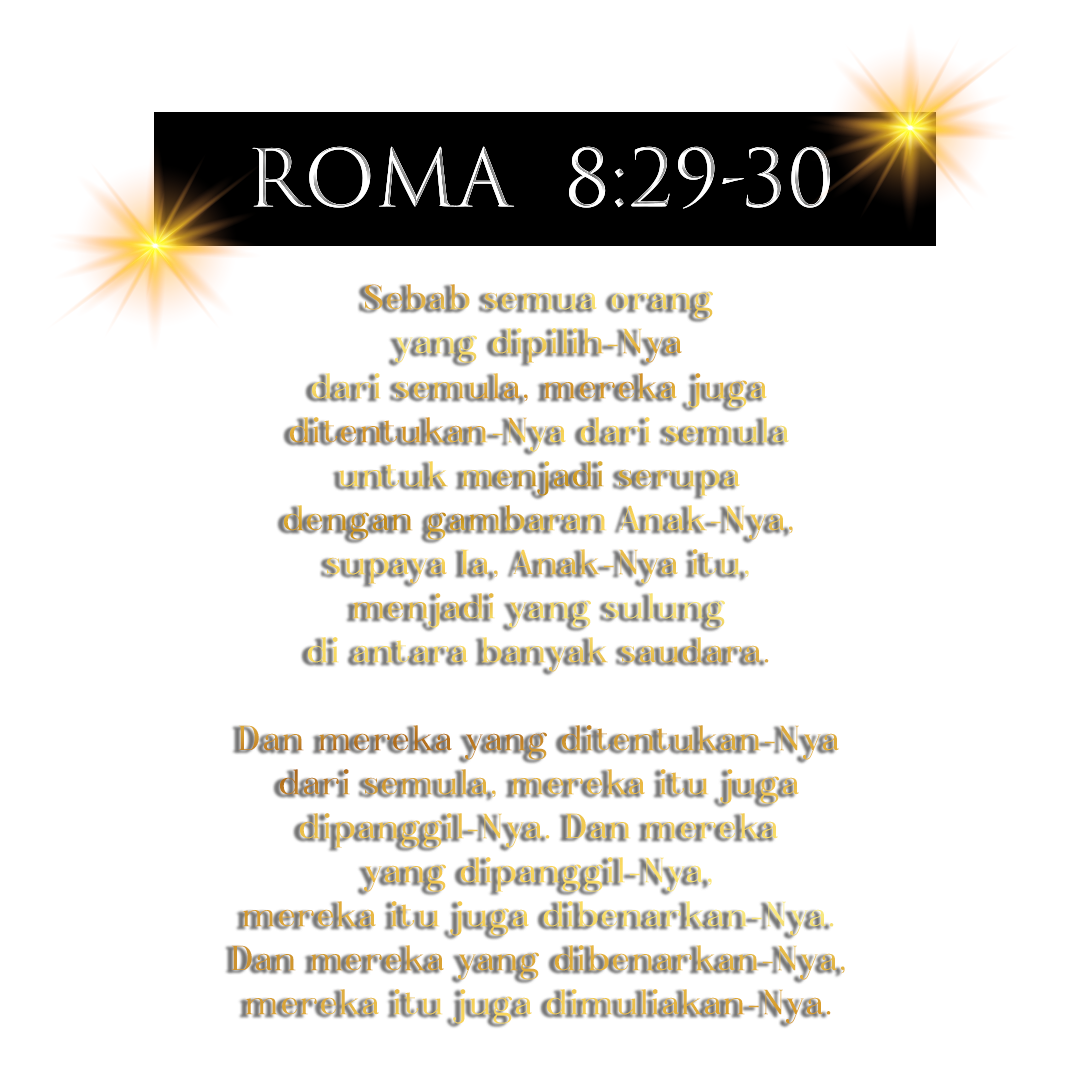 ROMA 8:29-30
Sebab semua orang
yang dipilih-Nya
dari semula, mereka juga
ditentukan-Nya dari semula
untuk menjadi serupa
dengan gambaran Anak-Nya,
supaya Ia, Anak-Nya itu,
menjadi yang sulung
di antara banyak saudara.
Dan mereka yang ditentukan-Nya
dari semula, mereka itu juga
dipanggil-Nya. Dan mereka
yang dipanggil-Nya,
mereka itu juga dibenarkan-Nya.
Dan mereka yang dibenarkan-Nya,
mereka itu juga dimuliakan-Nya.